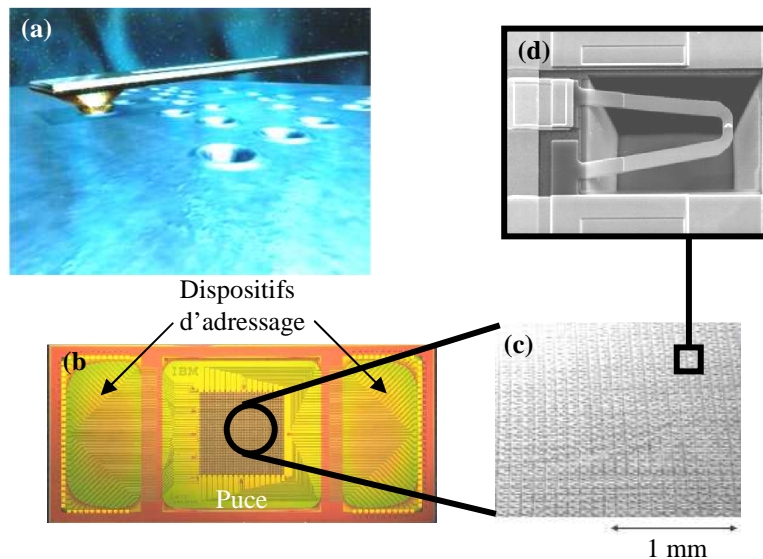 (a)
(d)
Dispositifs
d'adressage
(b
IBM
(c)
Puce
1 mm